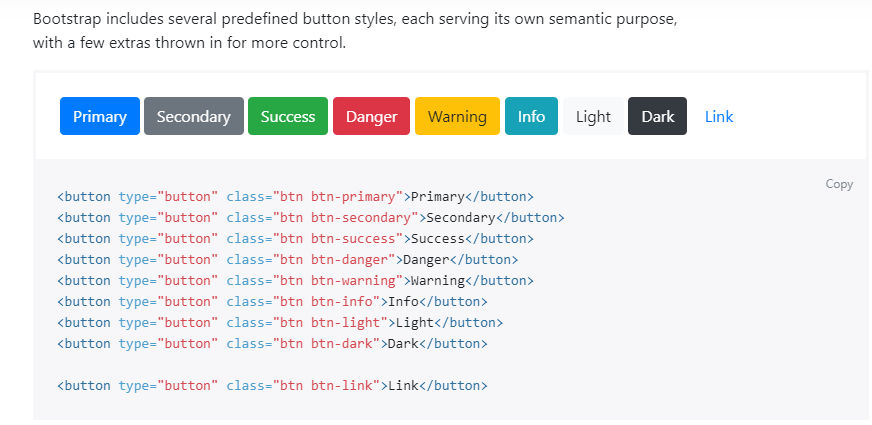 Bootstrap includes several predefined button styles, each serving its own semantic purpose,
with a few extras thrown in for more control.
Primary Secondary Success Danger Warning Info Light Dark Link
Copy
<button type="button" class="btn btn-primary">Primary</button>
<button type="button" class="btn btn-secondary">Secondary</button>
<button type="button" class="btn btn-success">Success</button>
<button type="button" class="btn btn-danger">Danger</button>
<button type="button" class="btn btn-warning">Warning</button>
<button type="button" class="btn btn-info">Info</button>
<button type="button" class="btn btn-light">Light</button>
<button type="button" class="btn btn-dark">Dark</button>
<button type="button" class="btn btn-link">Link</button>